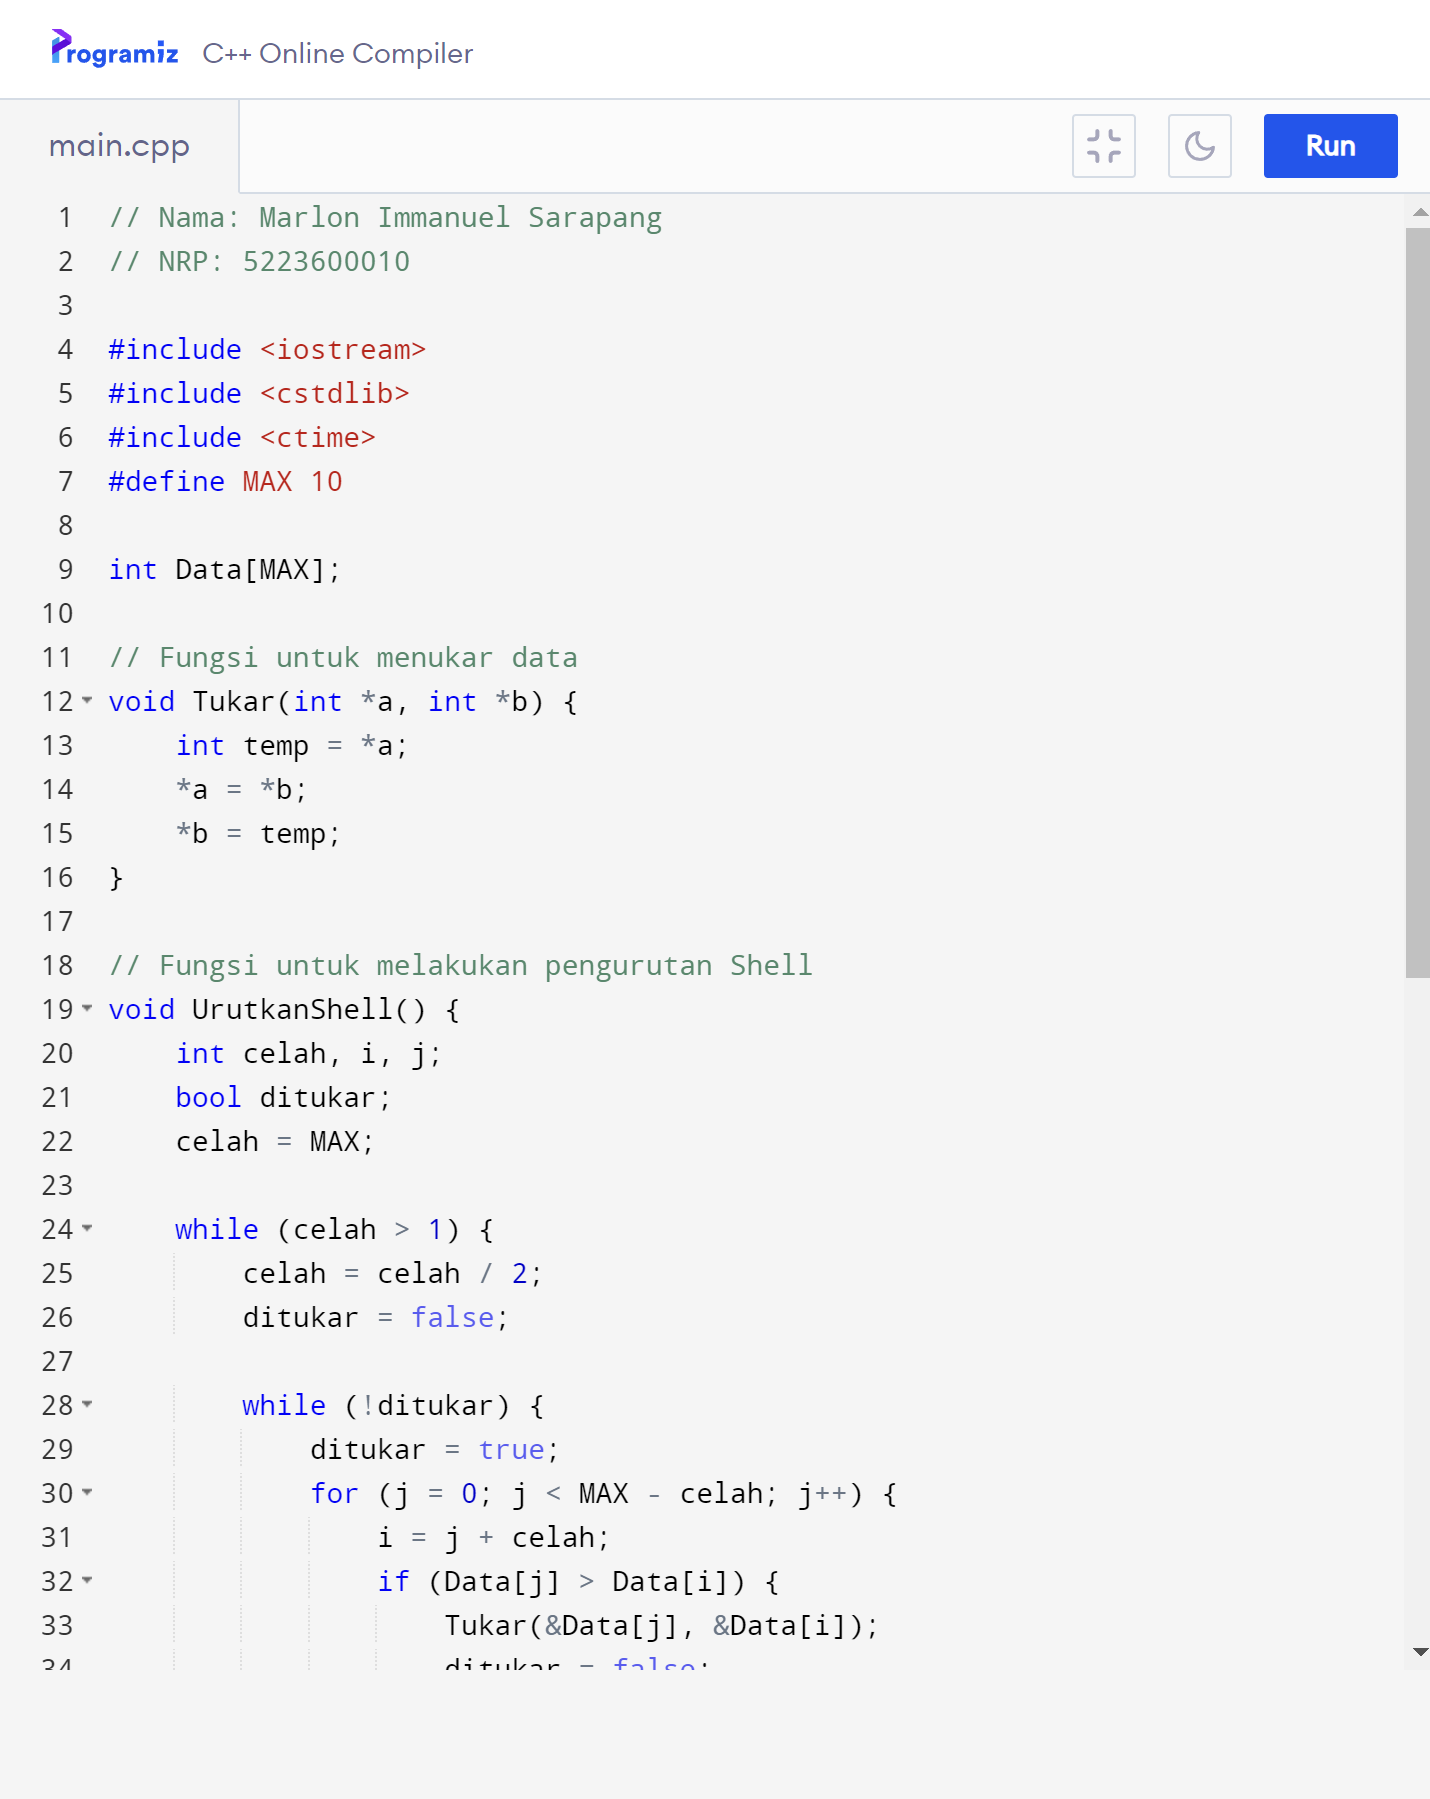 Programiz C++ Online Compiler
main.cpp Run
1 // Nama: Marlon Immanuel Sarapang
2 // NRP: 5223600010
3
4 #include <iostream>
5 #include <cstdlib>
6 #include <ctime>
7 #define MAX 10
8
9 int Data[MAX];
10
11 // Fungsi untuk menukar data
12 void Tukar(int *a, int *b) {
13     int temp = *a;
14     *a = *b;
15     *b = temp;
16 }
17
18 // Fungsi untuk melakukan pengurutan Shell
19 void UrutkanShell() {
20     int celah, i, j;
21     bool ditukar;
22     celah = MAX;
23
24     while (celah > 1) {
25         celah = celah / 2;
26         ditukar = false;
27
28         while (!ditukar) {
29             ditukar = true;
30             for (j = 0; j < MAX - celah; j++) {
31                 i = j + celah;
32                 if (Data[j] > Data[i]) {
33                     Tukar(&Data[j], &Data[i]);
34                     ditukar = false;